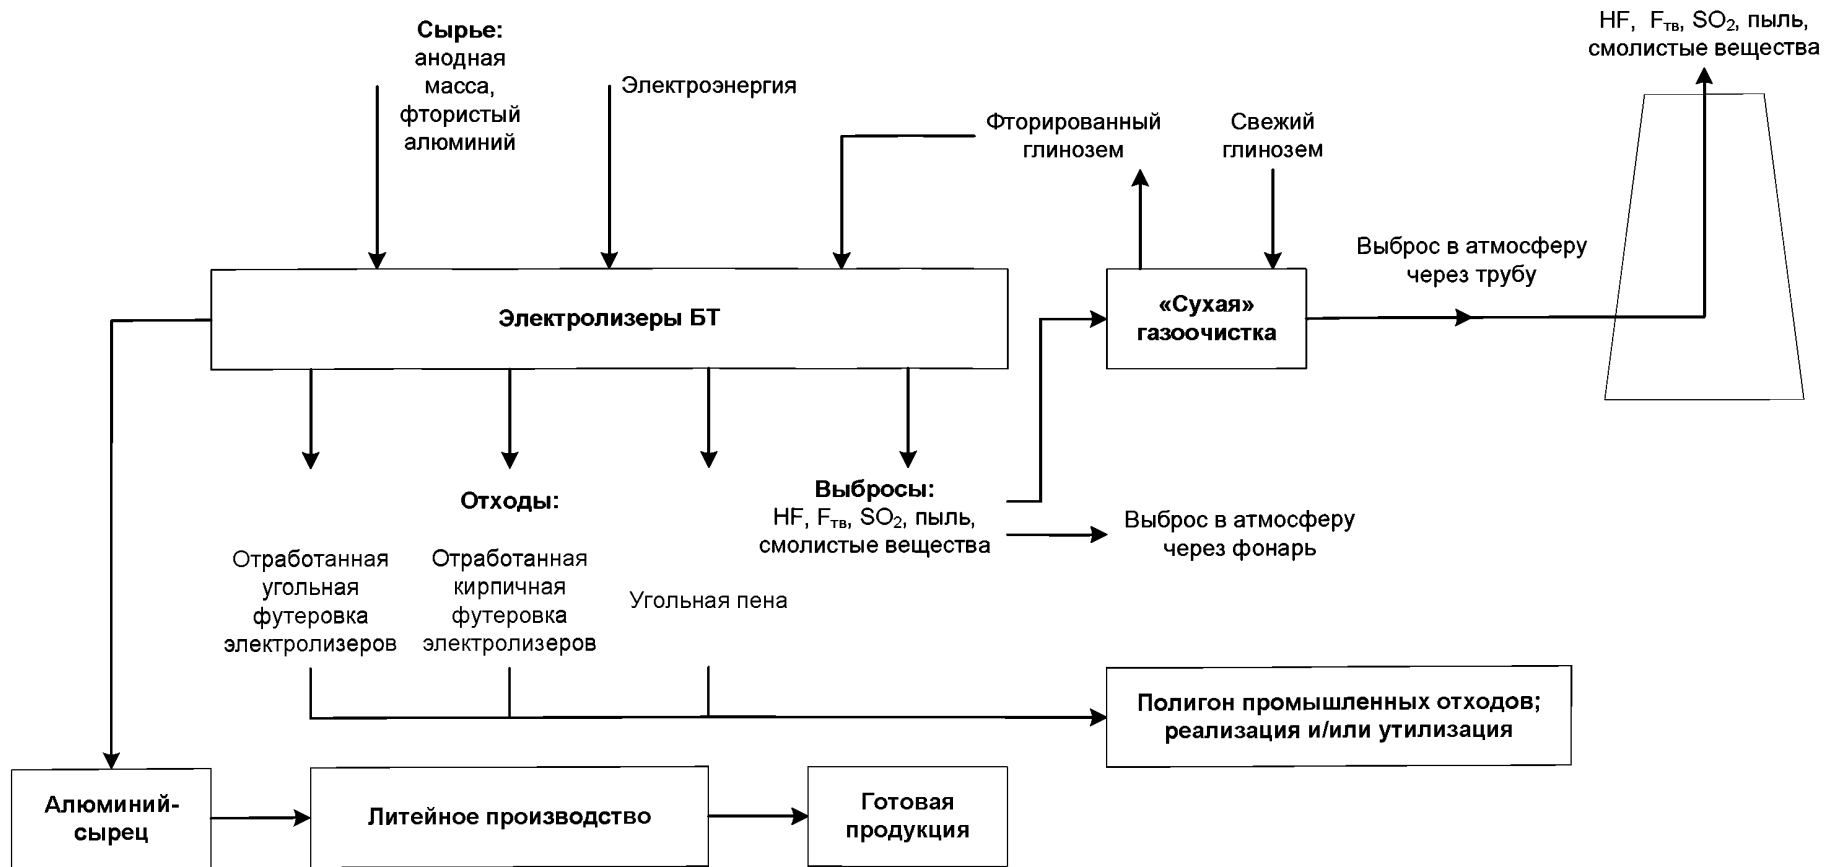 Сырье:
анодная
масса,
фтористый
алюминий
Электроэнергия
Фторированный
глинозем
Свежий
глинозем
HF, Fтв, SO2, пыль,
смолистые вещества
Электролизеры БТ
«Сухая»
газоочистка
Выброс в атмосферу
через трубу
Отходы:
Выбросы:
HF, Fтв, SO2, пыль,
смолистые вещества
Выброс в атмосферу
через фонарь
Отработанная
угольная
футеровка
электролизеров
Отработанная
кирпичная
футеровка
электролизеров
Угольная пена
Полигон промышленных отходов;
реализация и/или утилизация
Алюминий-
сырец
Литейное производство
Готовая
продукция